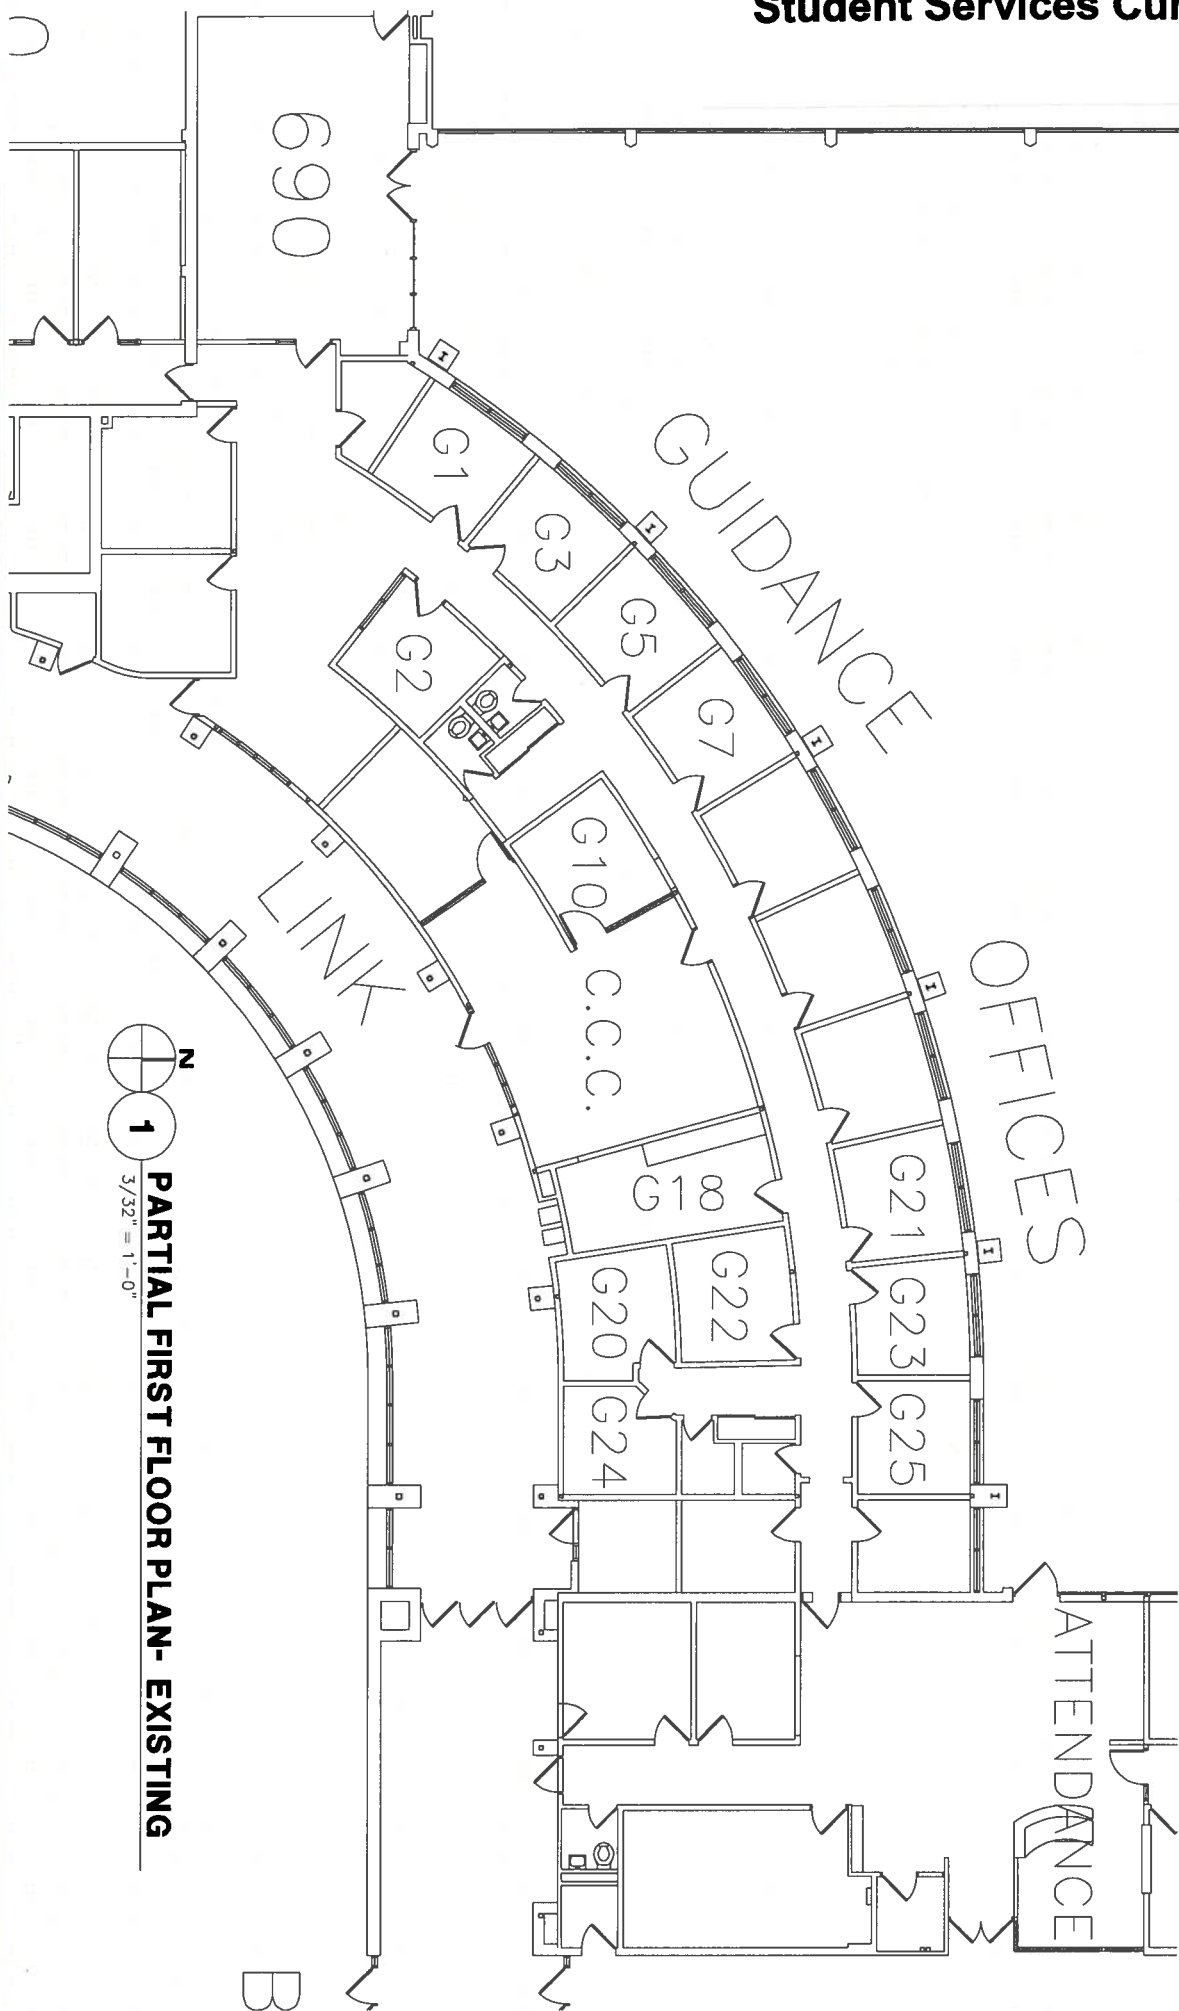 Student Services Cur
690
GUIDANCE
OFFICES
G1
G3
G5
G7
G2
G10
C.C.C.
LINK
G18
G21
G20
G22
G23
G24
G25
ATTENDANCE
N
1
PARTIAL FIRST FLOOR PLAN- EXISTING
3/32" = 1'-0"
B